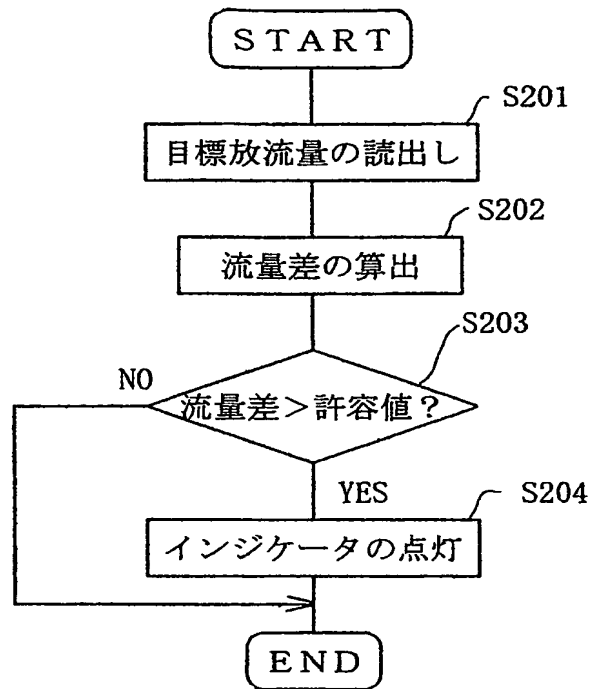 START
S201
目標放流量の読出し
S202
流量差の算出
S203
NO
流量差>許容値?
YES
S204
インジケータの点灯
END